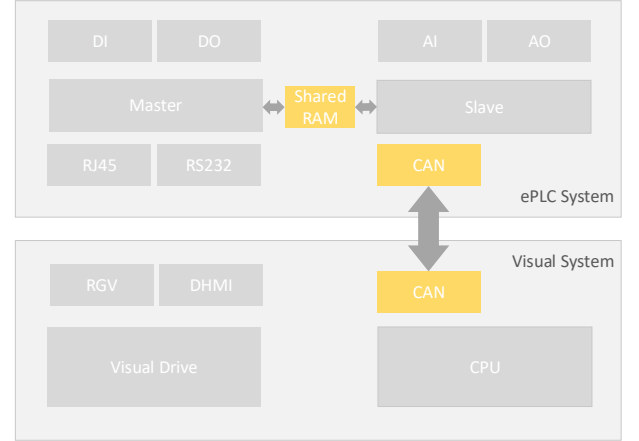 DI
DO
AI
AO
Master
Shared
RAM
Slave
RJ45
RS232
CAN
ePLC System
Visual System
RGV
DHMI
CAN
Visual Drive
CPU